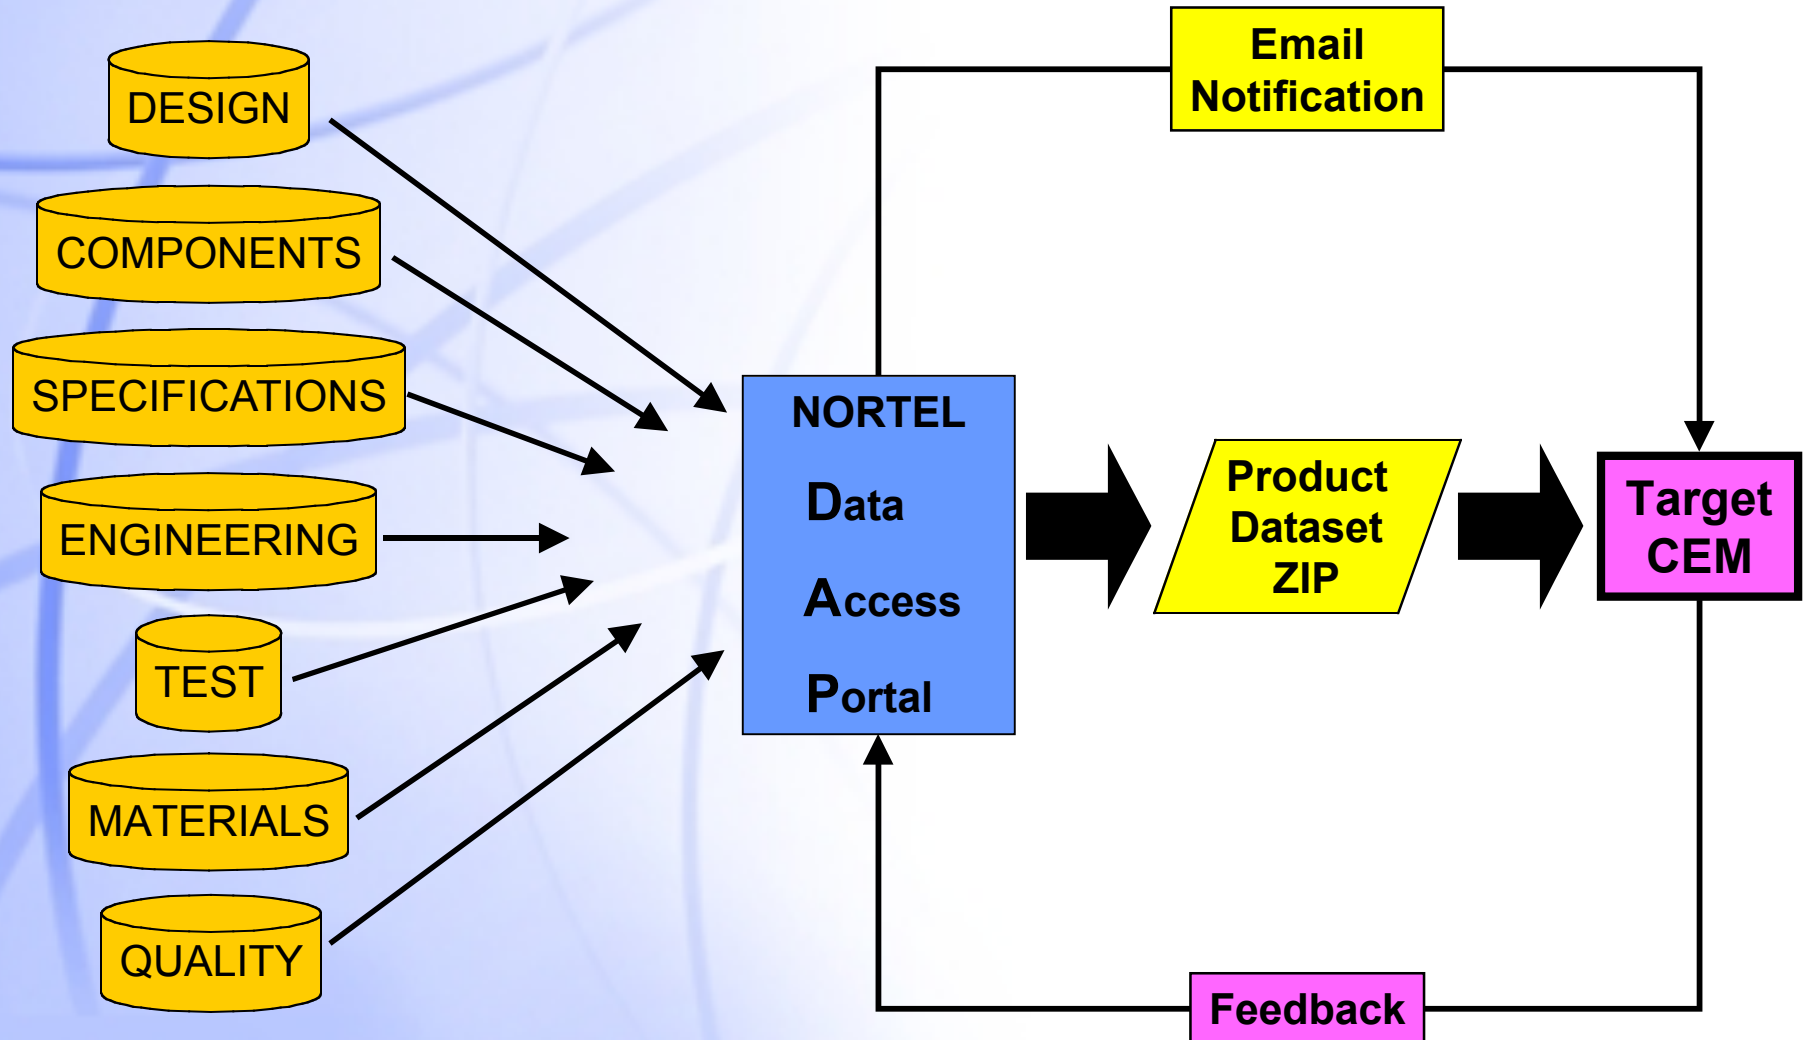 DESIGN
COMPONENTS
SPECIFICATIONS
ENGINEERING
TEST
MATERIALS
QUALITY
NORTEL
Data
Access
Portal
Email
Notification
Product
Dataset
ZIP
Target
CEM
Feedback